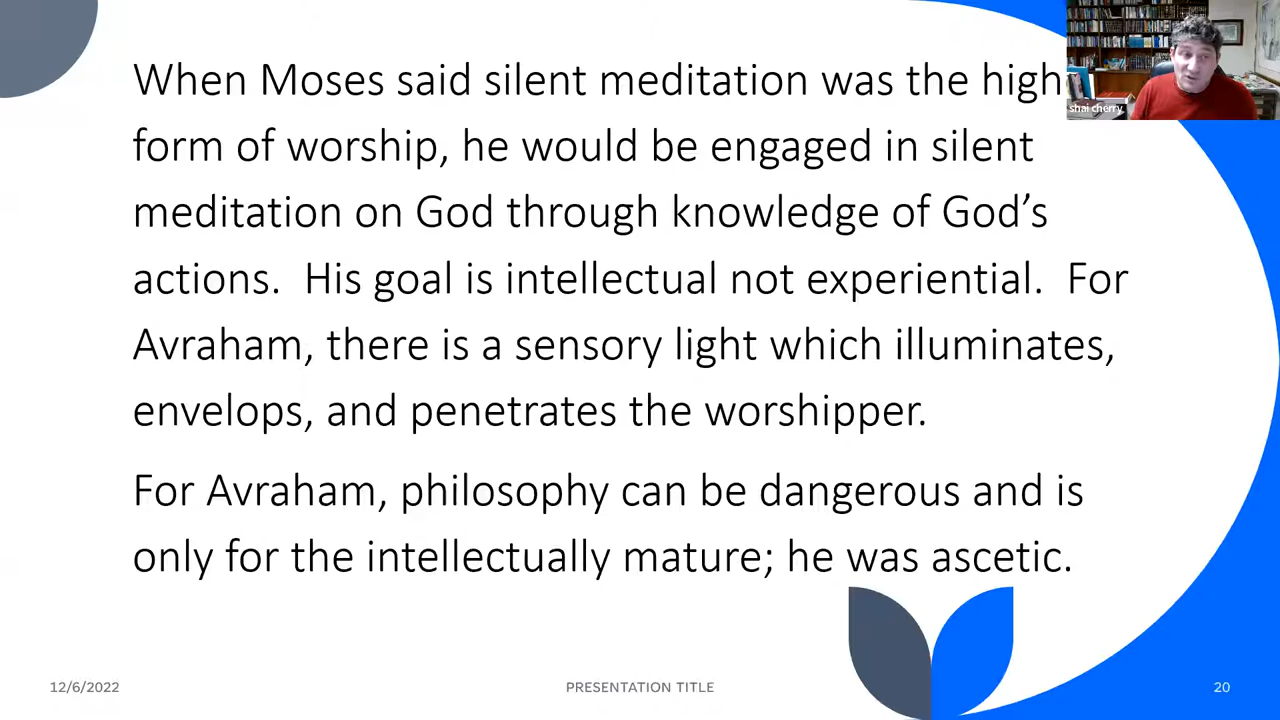 When Moses said silent meditation was the high
form of worship, he would be engaged in silent
meditation on God through knowledge of God’s
actions.  His goal is intellectual not experiential.  For
Avraham, there is a sensory light which illuminates,
envelops, and penetrates the worshipper.
For Avraham, philosophy can be dangerous and is
only for the intellectually mature; he was ascetic.
shai cherry
12/6/2022
PRESENTATION TITLE
20